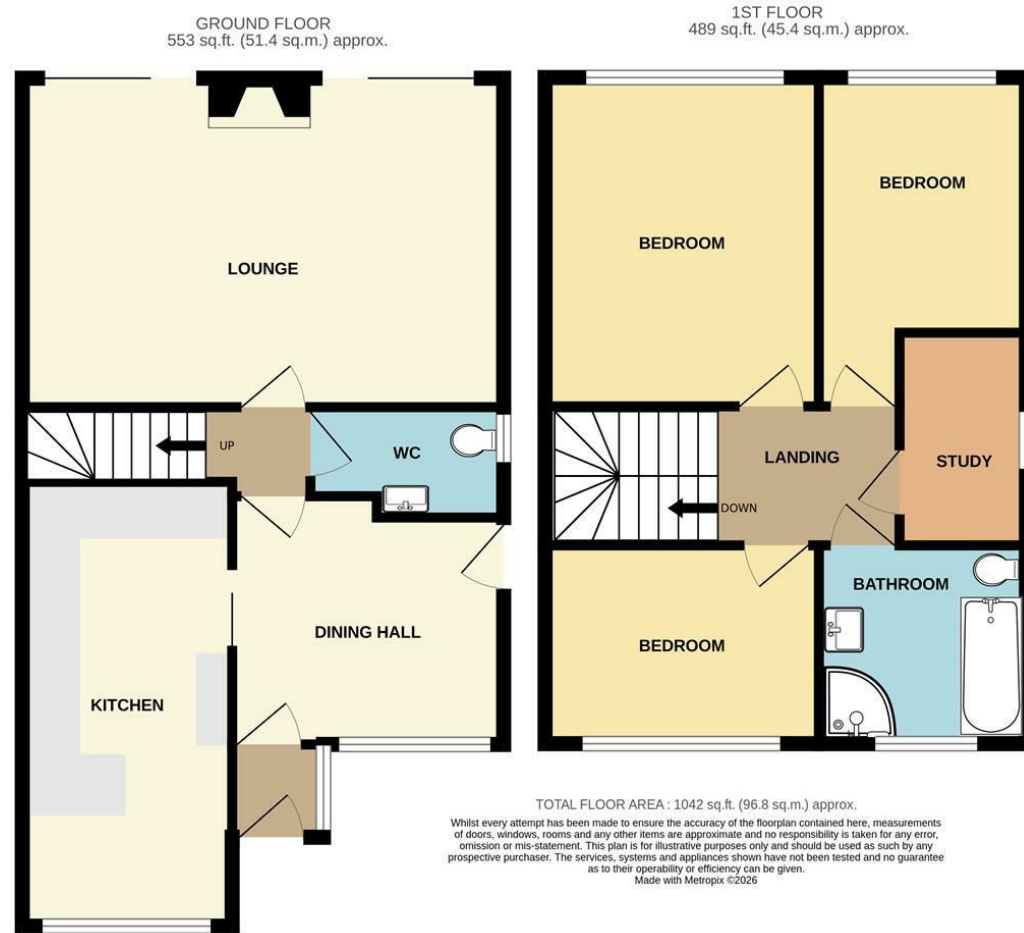 GROUND FLOOR
553 sq.ft. (51.4 sq.m.) approx.
LOUNGE
UP
WC
DINING HALL
KITCHEN
1ST FLOOR
489 sq.ft. (45.4 sq.m.) approx.
BEDROOM
BEDROOM
LANDING
STUDY
DOWN
BATHROOM
BEDROOM
TOTAL FLOOR AREA : 1042 sq.ft. (96.8 sq.m.) approx.
Whilst every attempt has been made to ensure the accuracy of the floorplan contained here, measurements
of doors, windows, rooms and any other items are approximate and no responsibility is taken for any error,
omission or mis-statement. This plan is for illustrative purposes only and should be used as such by any
prospective purchaser. The services, systems and appliances shown have not been tested and no guarantee
as to their operability or efficiency can be given.
Made with Metropix ©2026